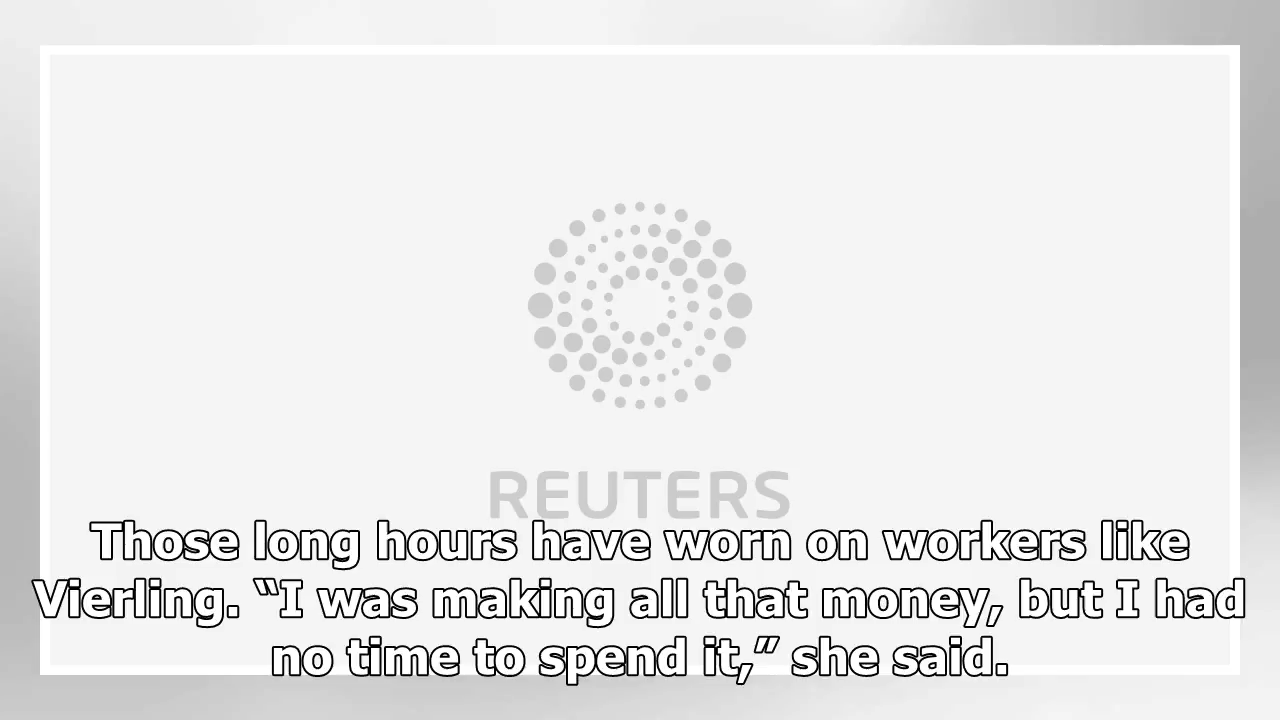 REUTERS
Those long hours have worn on workers like
Vierling. “I was making all that money, but I had
no time to spend it,” she said.